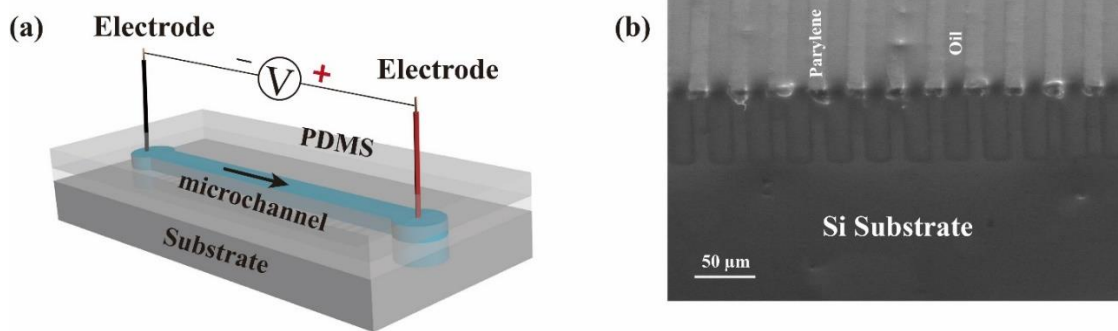 (a)
Electrode
−
V
+
Electrode
PDMS
microchannel
Substrate
(b)
Parylene
Oil
Si Substrate
50 μm